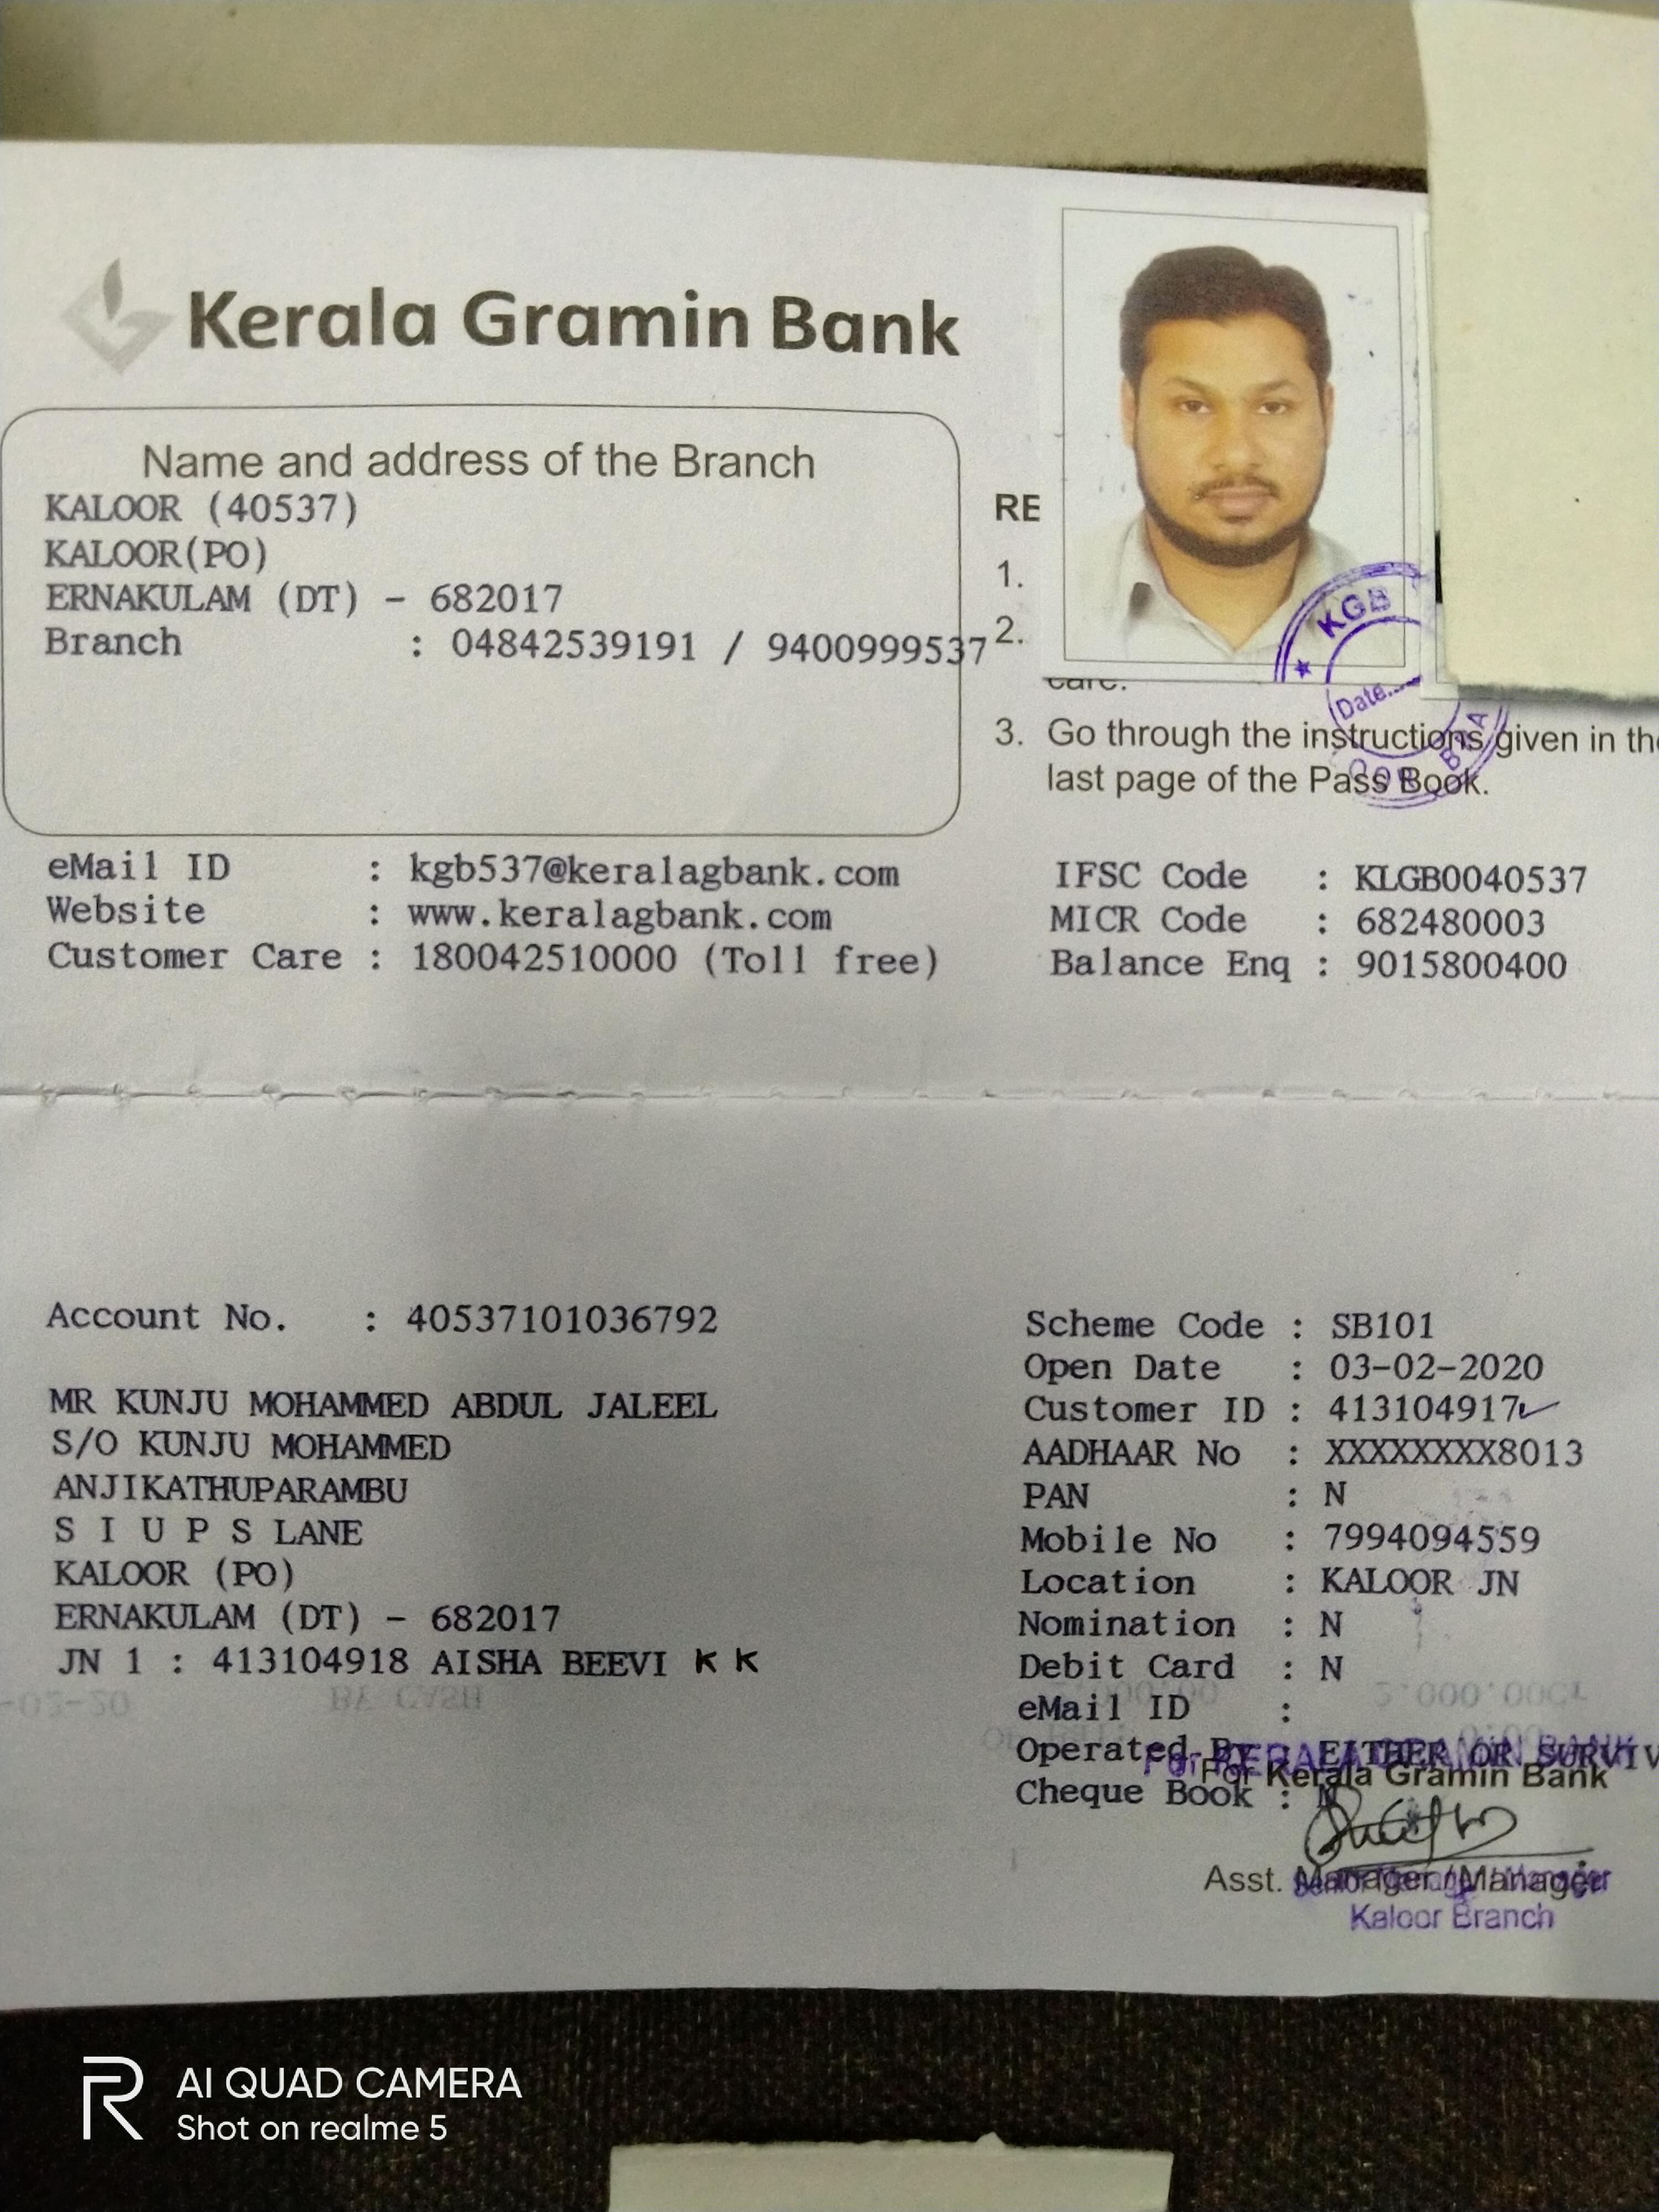 Kerala Gramin Bank
Name and address of the Branch
KALOOR (40537)
KALOOR(PO)
ERNAKULAM (DT) - 682017
Branch : 04842539191 / 9400999537
RE
1.
2.
care.
3. Go through the instructions given in the
last page of the Pass Book.
KGB
Date....
eMail ID : kgb537@keralagbank.com
Website : www.keralagbank.com
Customer Care : 180042510000 (Toll free)
IFSC Code : KLGB0040537
MICR Code : 682480003
Balance Enq : 9015800400
Account No. : 40537101036792
MR KUNJU MOHAMMED ABDUL JALEEL
S/O KUNJU MOHAMMED
ANJIKATHUPARAMBU
S I U P S LANE
KALOOR (PO)
ERNAKULAM (DT) - 682017
JN 1 : 413104918 AISHA BEEVI K K
Scheme Code : SB101
Open Date : 03-02-2020
Customer ID : 413104917
AADHAAR No : XXXXXXXX8013
PAN : N
Mobile No : 7994094559
Location : KALOOR JN
Nomination : N
Debit Card : N
eMail ID :
Operated By : EITHER OR SURVIV
For KERALA GRAMIN BANK
For Kerala Gramin Bank
Cheque Book : N
Asst. Manager/Manager
Kaloor Branch
R AI QUAD CAMERA
Shot on realme 5